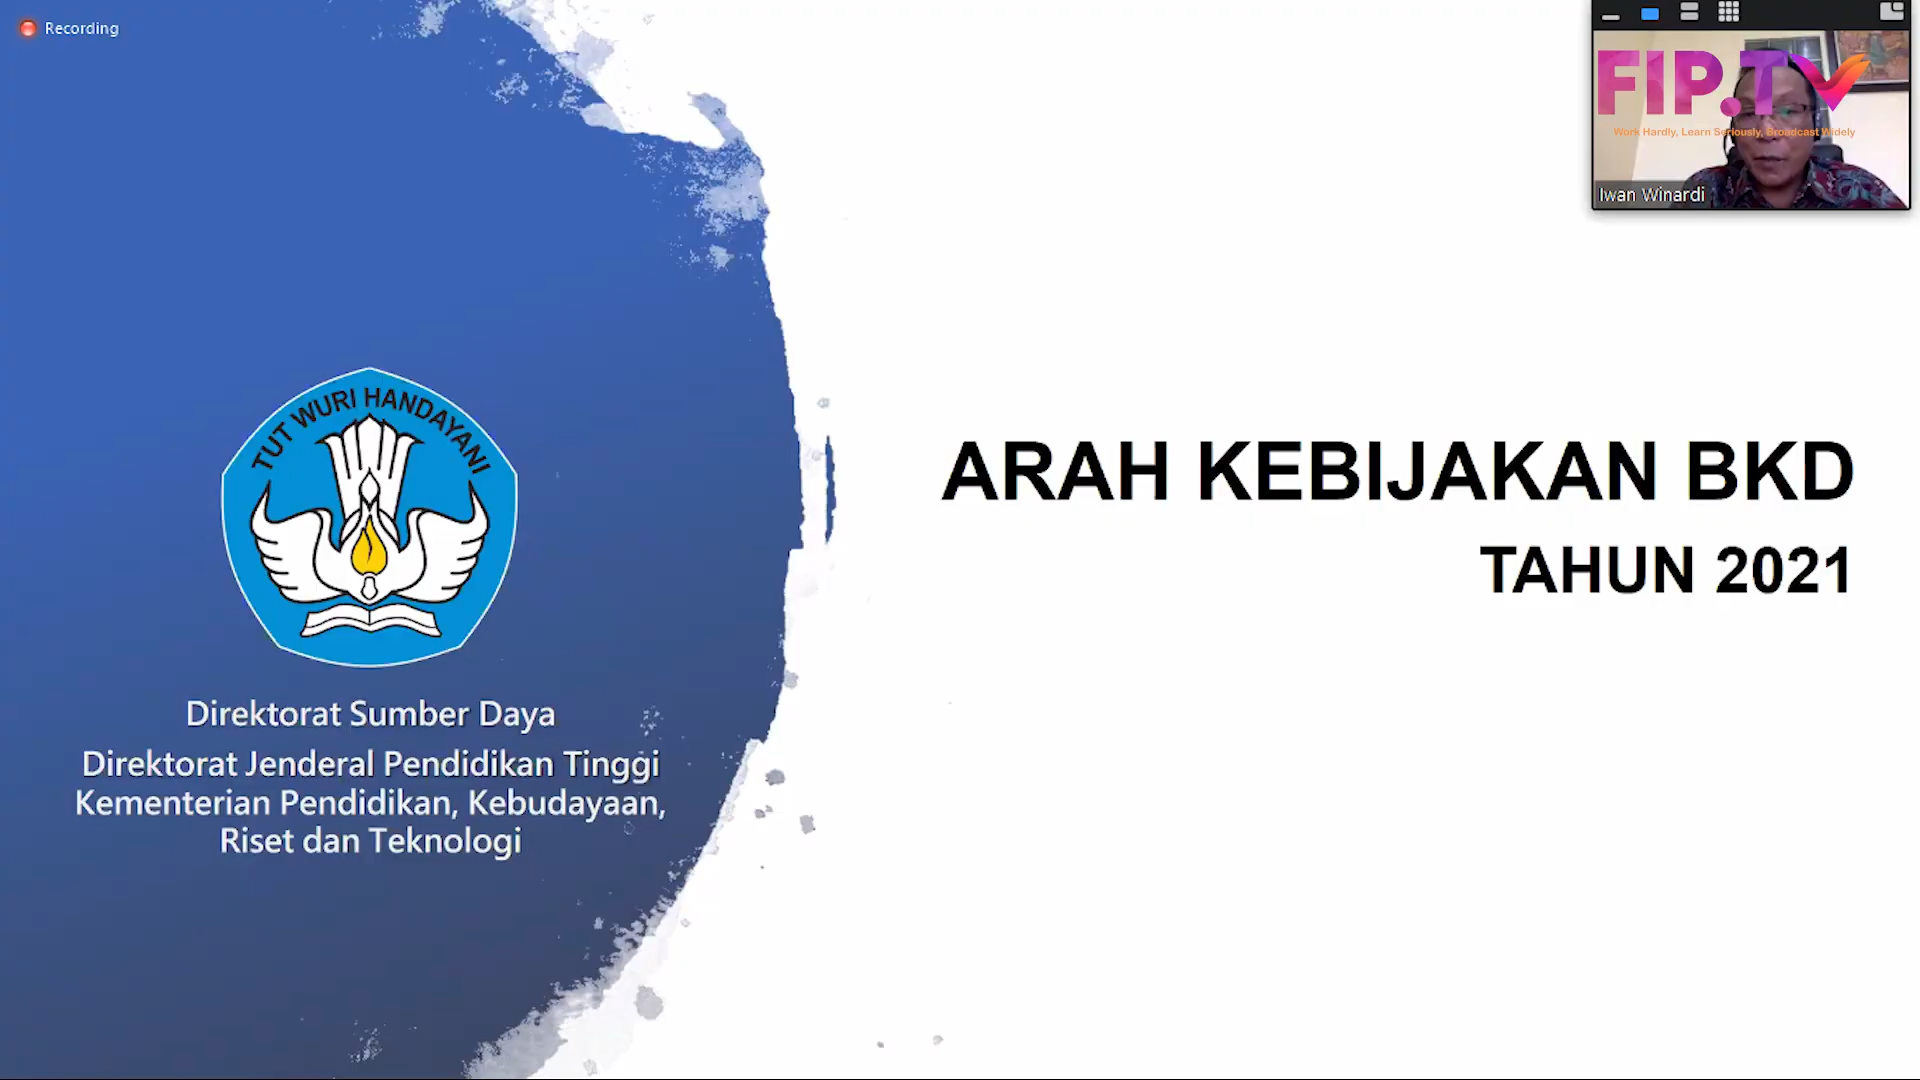 Recording
FIP.TV
Work Hardly, Learn Seriously, Broadcast Widely
Iwan Winardi
TUT WURI HANDAYANI
ARAH KEBIJAKAN BKD
TAHUN 2021
Direktorat Sumber Daya
Direktorat Jenderal Pendidikan Tinggi
Kementerian Pendidikan, Kebudayaan,
Riset dan Teknologi